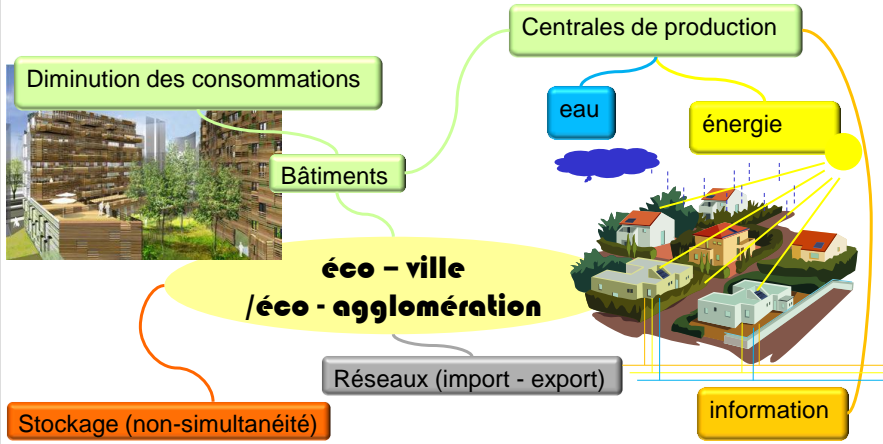 Centrales de production
Diminution des consommations
eau
énergie
Bâtiments
éco – ville
/éco - agglomération
Réseaux (import - export)
information
Stockage (non-simultanéité)